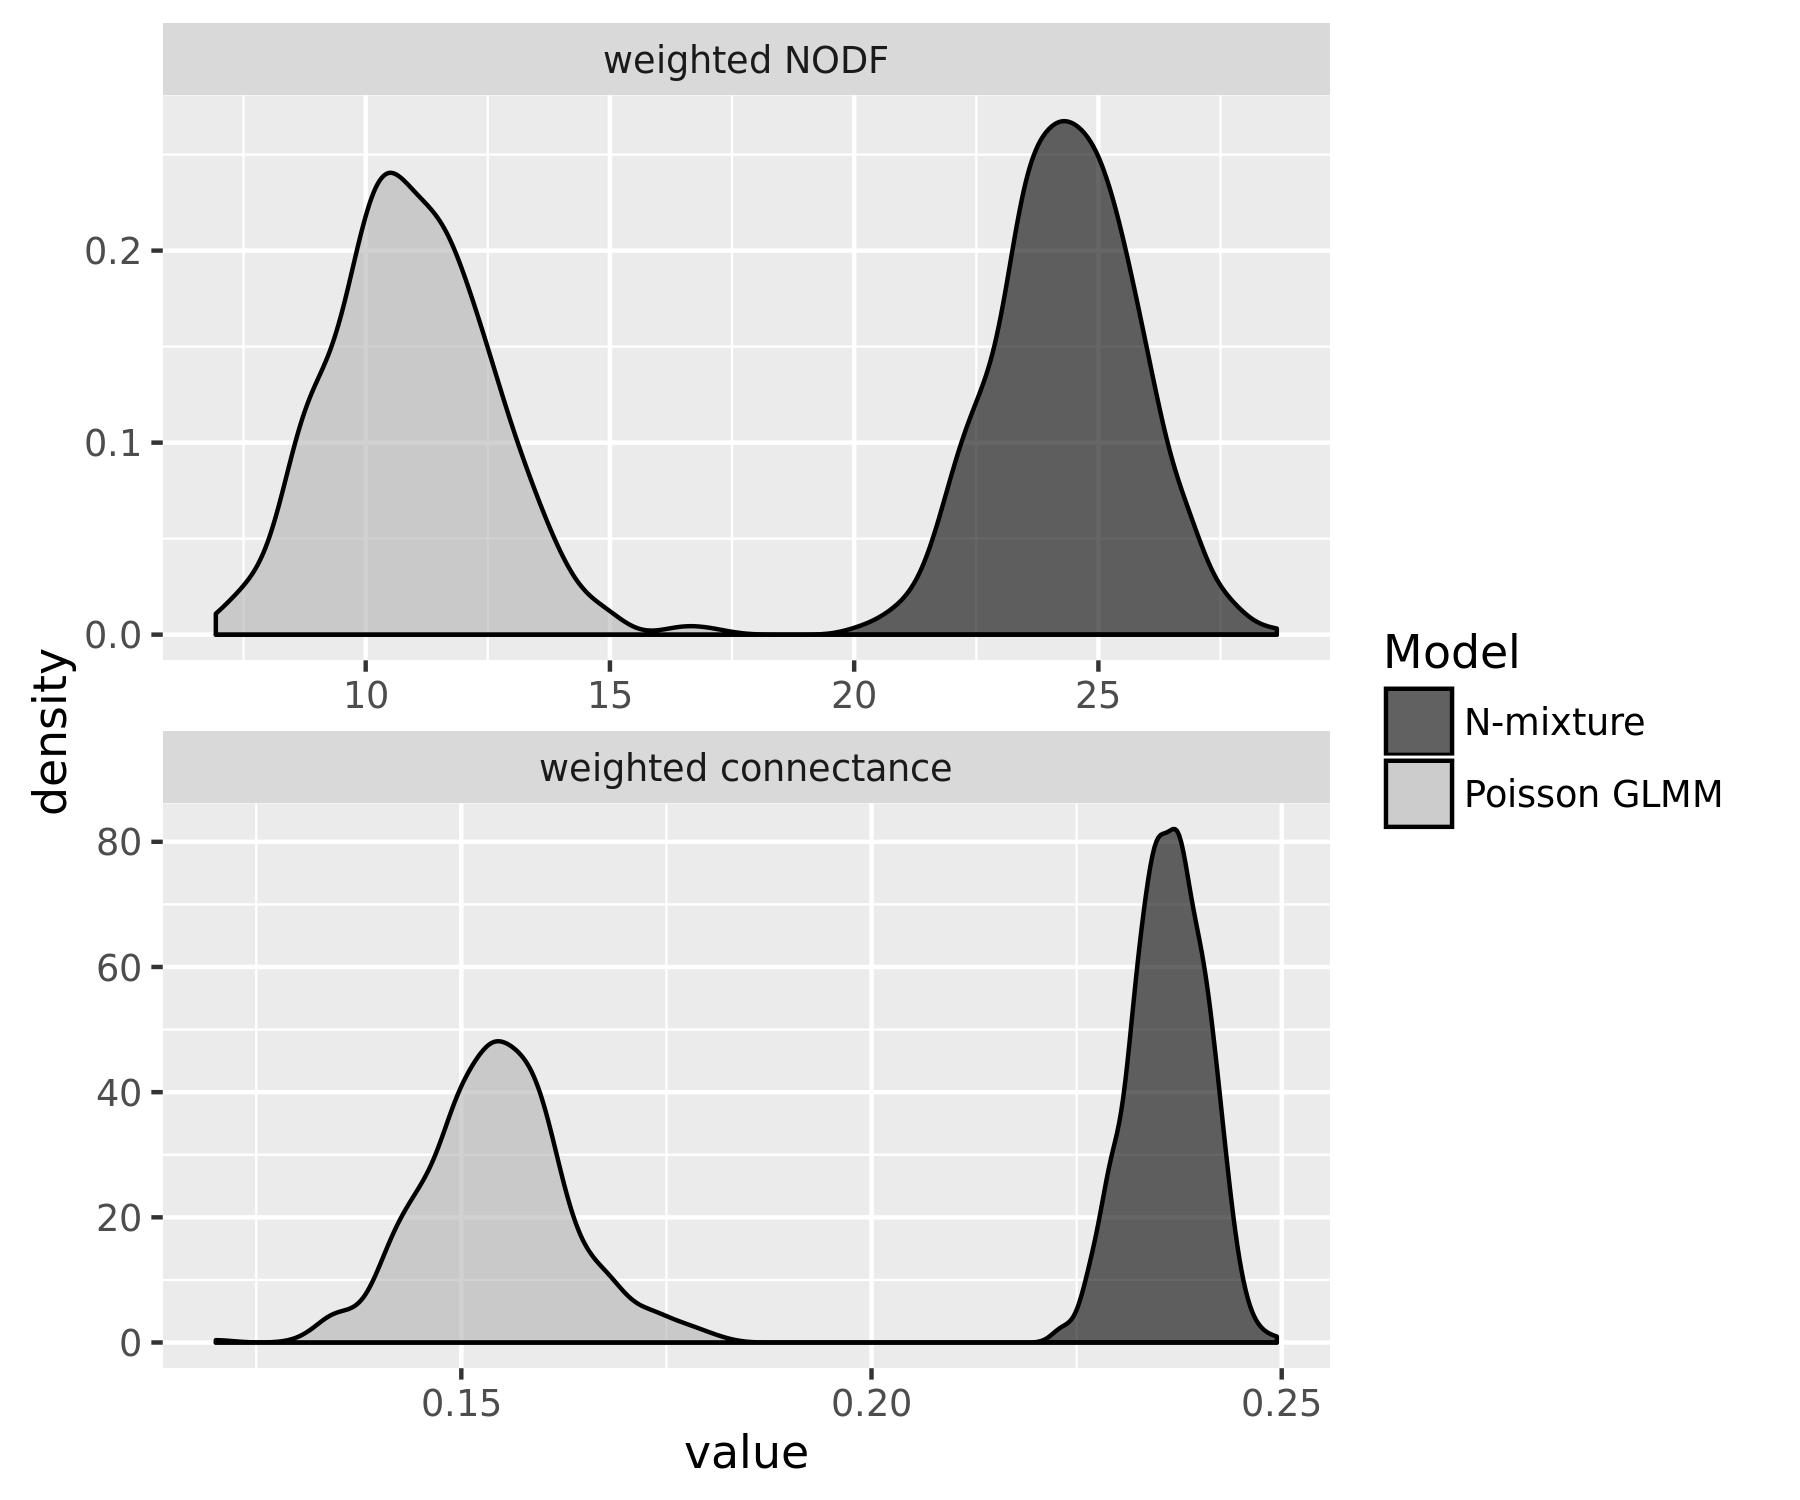 weighted NODF
0.2
0.1
0.0
10 15 20 25
weighted connectance
80
60
40
20
0
0.15 0.20 0.25
value
density
Model
N-mixture
Poisson GLMM